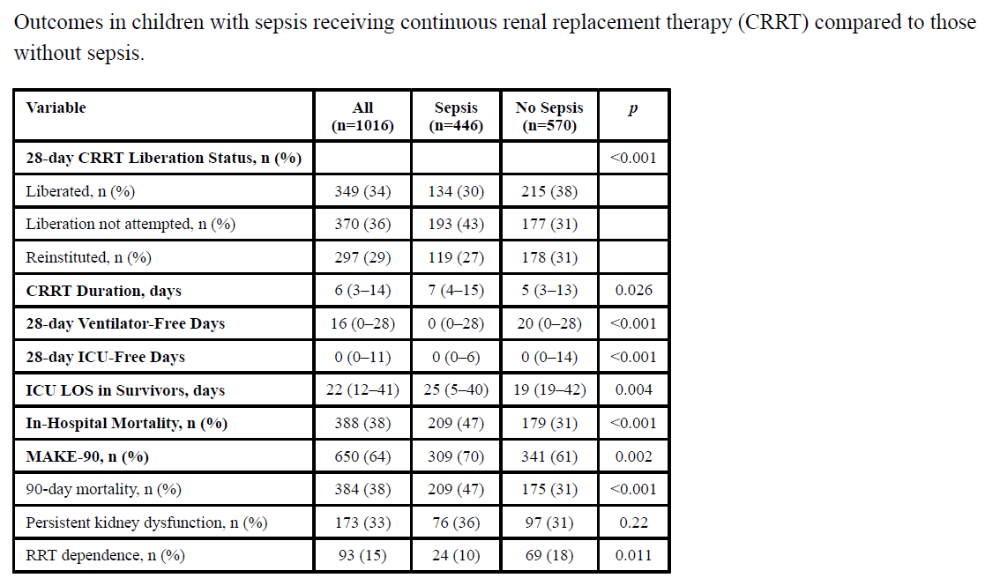 Outcomes in children with sepsis receiving continuous renal replacement therapy (CRRT) compared to those
without sepsis.
Variable All Sepsis No Sepsis p
(n=1016) (n=446) (n=570)
28-day CRRT Liberation Status, n (%) <0.001
Liberated, n (%) 349 (34) 134 (30) 215 (38)
Liberation not attempted, n (%) 370 (36) 193 (43) 177 (31)
Reinstituted, n (%) 297 (29) 119 (27) 178 (31)
CRRT Duration, days 6 (3–14) 7 (4–15) 5 (3–13) 0.026
28-day Ventilator-Free Days 16 (0–28) 0 (0–28) 20 (0–28) <0.001
28-day ICU-Free Days 0 (0–11) 0 (0–6) 0 (0–14) <0.001
ICU LOS in Survivors, days 22 (12–41) 25 (5–40) 19 (19–42) 0.004
In-Hospital Mortality, n (%) 388 (38) 209 (47) 179 (31) <0.001
MAKE-90, n (%) 650 (64) 309 (70) 341 (61) 0.002
90-day mortality, n (%) 384 (38) 209 (47) 175 (31) <0.001
Persistent kidney dysfunction, n (%) 173 (33) 76 (36) 97 (31) 0.22
RRT dependence, n (%) 93 (15) 24 (10) 69 (18) 0.011